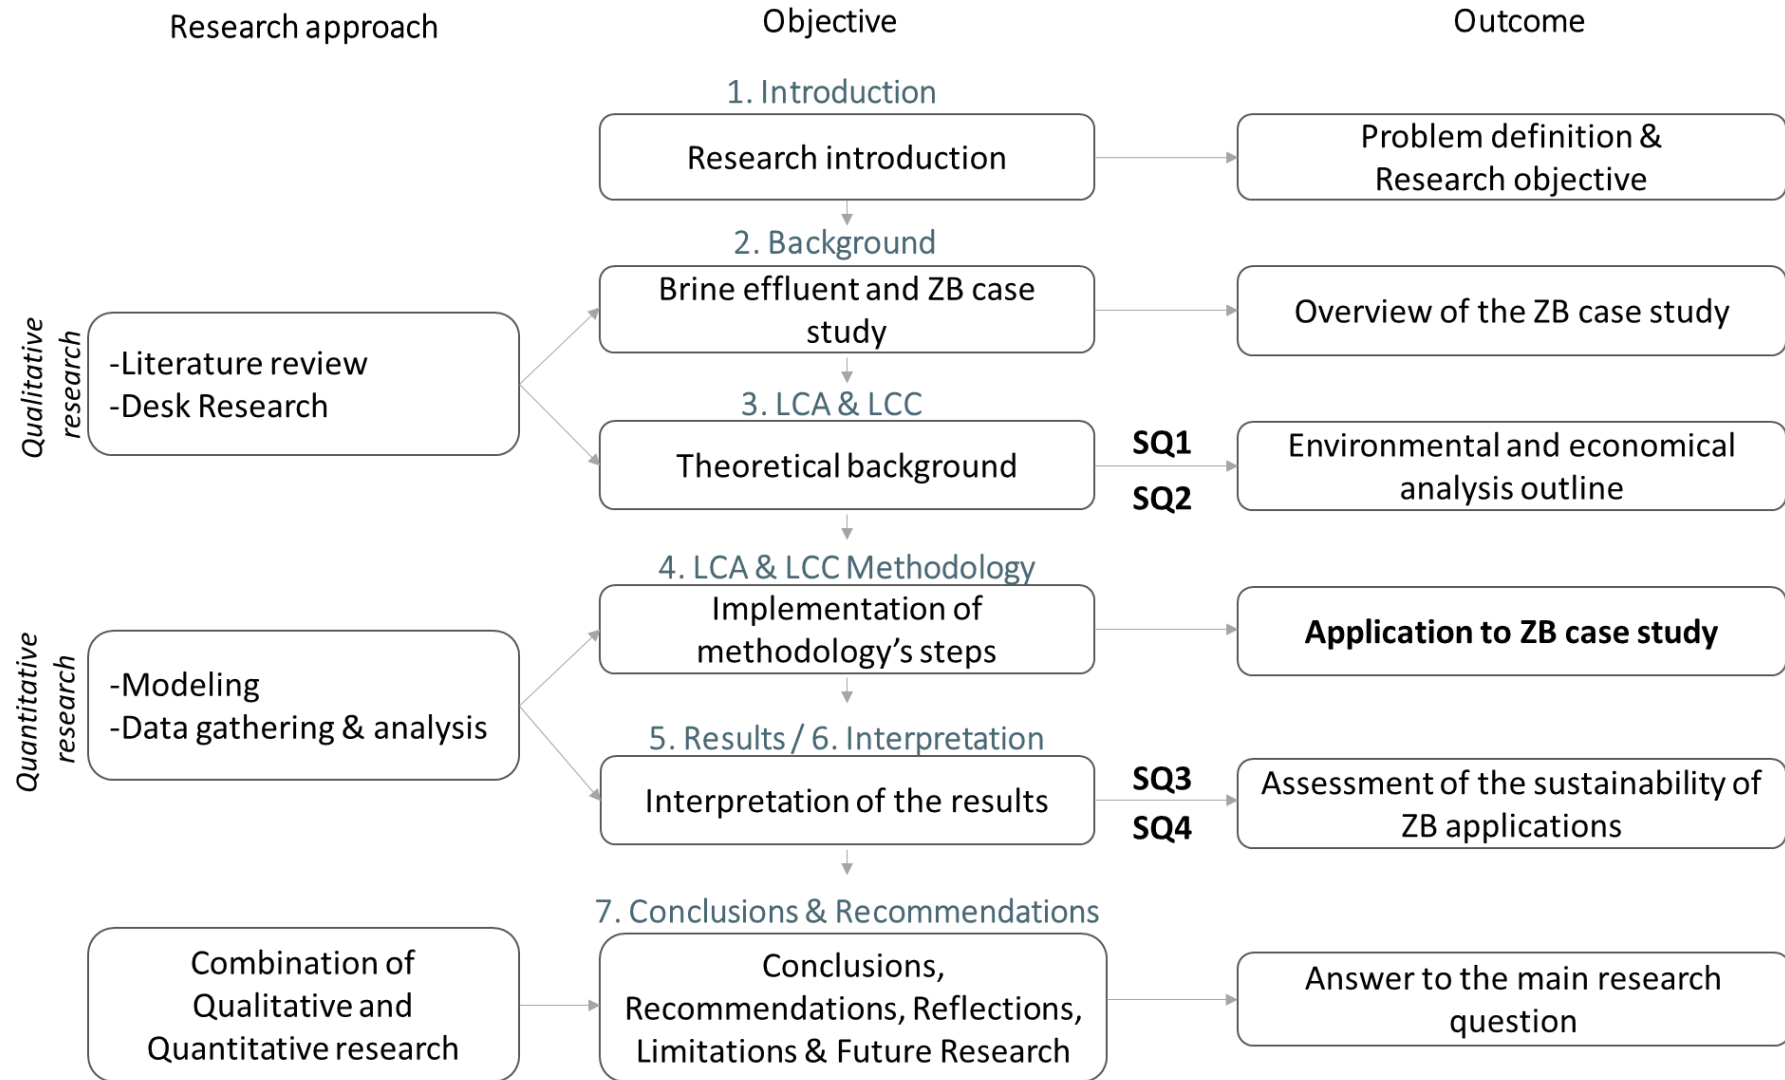 Research approach
Objective
Outcome
1. Introduction
Research introduction
Problem definition &
Research objective
2. Background
Brine effluent and ZB case
study
Overview of the ZB case study
Qualitative
research
-Literature review
-Desk Research
3. LCA & LCC
Theoretical background
SQ1
SQ2
Environmental and economical
analysis outline
4. LCA & LCC Methodology
Implementation of
methodology’s steps
Application to ZB case study
Quantitative
research
-Modeling
-Data gathering & analysis
5. Results / 6. Interpretation
Interpretation of the results
SQ3
SQ4
Assessment of the sustainability of
ZB applications
7. Conclusions & Recommendations
Combination of
Qualitative and
Quantitative research
Conclusions,
Recommendations, Reflections,
Limitations & Future Research
Answer to the main research
question